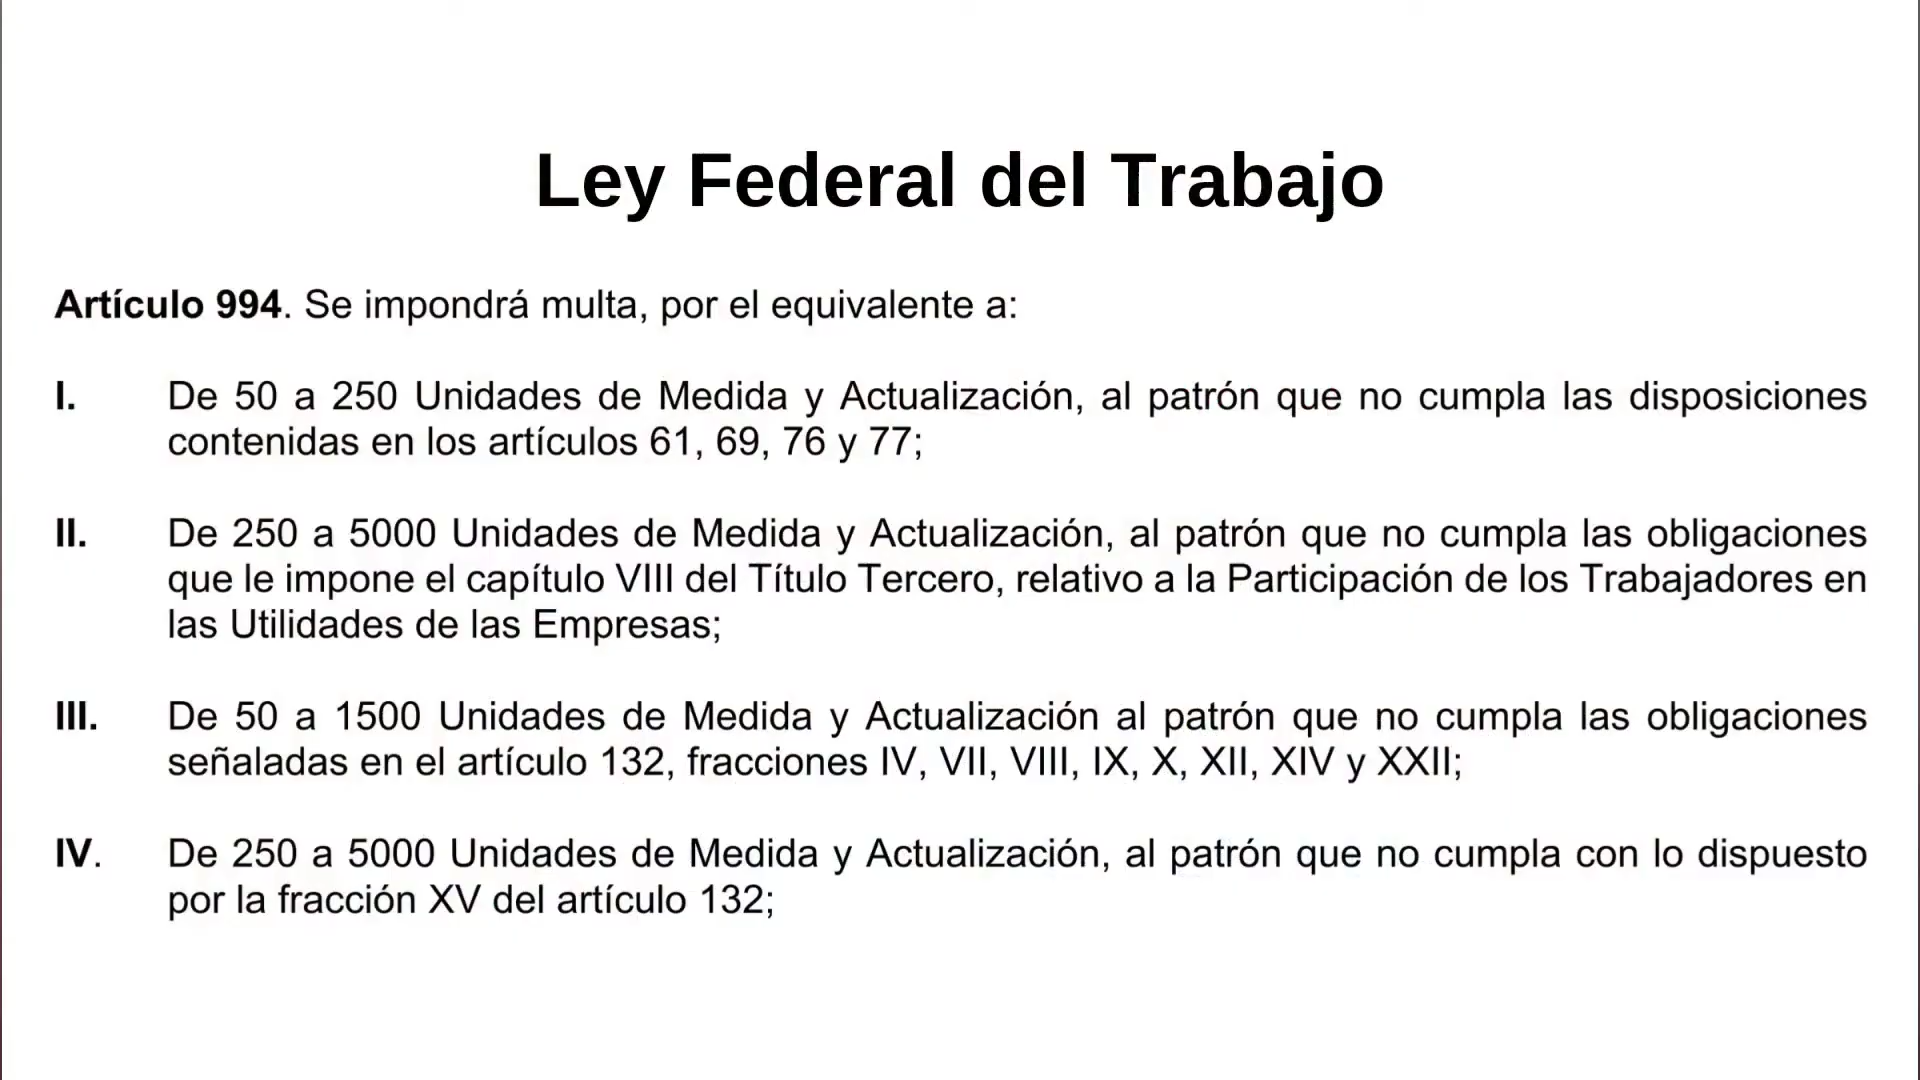 Ley Federal del Trabajo
Artículo 994. Se impondrá multa, por el equivalente a:
I. De 50 a 250 Unidades de Medida y Actualización, al patrón que no cumpla las disposiciones
contenidas en los artículos 61, 69, 76 y 77;
II. De 250 a 5000 Unidades de Medida y Actualización, al patrón que no cumpla las obligaciones
que le impone el capítulo VIII del Título Tercero, relativo a la Participación de los Trabajadores en
las Utilidades de las Empresas;
III. De 50 a 1500 Unidades de Medida y Actualización al patrón que no cumpla las obligaciones
señaladas en el artículo 132, fracciones IV, VII, VIII, IX, X, XII, XIV y XXII;
IV. De 250 a 5000 Unidades de Medida y Actualización, al patrón que no cumpla con lo dispuesto
por la fracción XV del artículo 132;